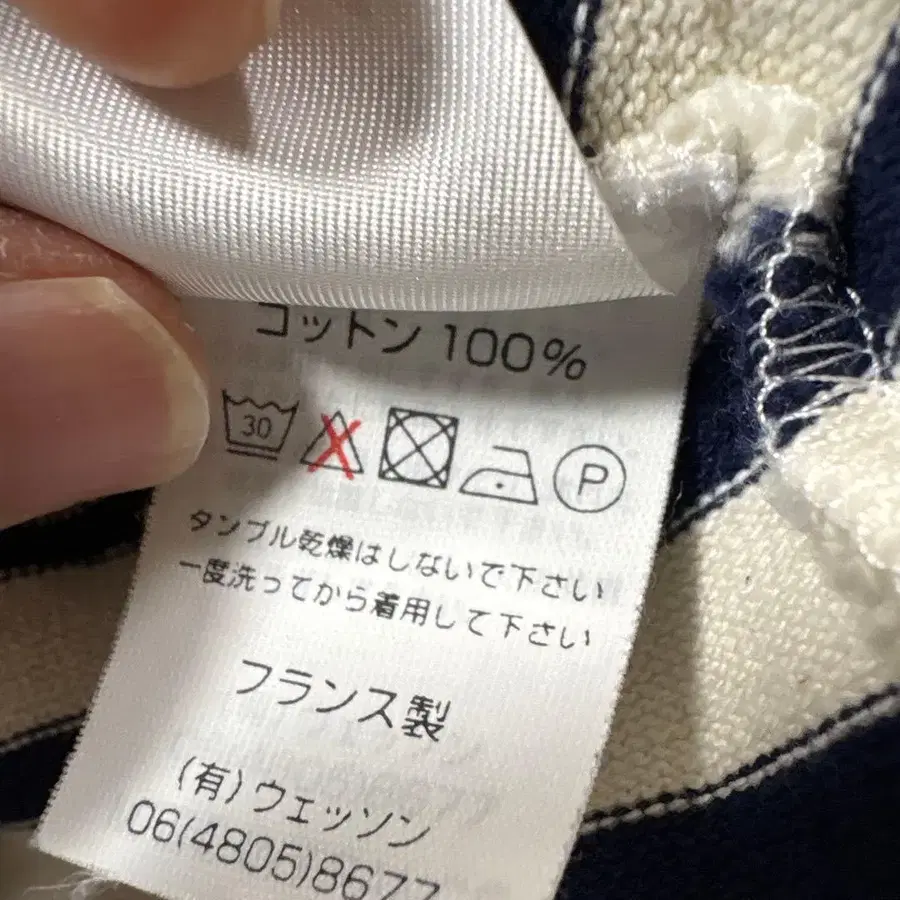 コットン 100%
30 P
タンブル乾燥はしないで下さい
一度洗ってから着用して下さい
フランス製
(有) ウェッソン
06(4805)8677